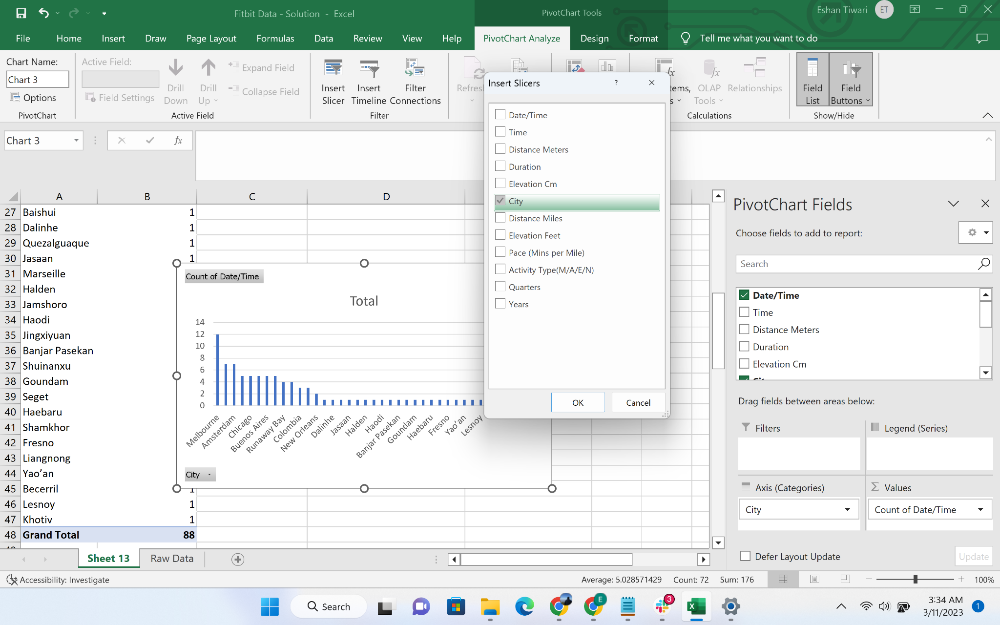 Fitbit Data - Solution - Excel
PivotChart Tools
Eshan Tiwari
ET
File Home Insert Draw Page Layout Formulas Data Review View Help PivotChart Analyze Design Format Tell me what you want to do
Chart Name:
Chart 3
Options
PivotChart
Active Field:
Field Settings
Drill Down
Drill Up
Expand Field
Collapse Field
Active Field
Insert Slicer
Insert Timeline
Filter Connections
Filter
OLAP Tools
Relationships
Calculations
Field List
Field Buttons
Show/Hide
Chart 3
fx
A B C D
27 Baishui 1
28 Dalinhe 1
29 Quezalguaque 1
30 Jasaan 1
31 Marseille
32 Halden
33 Jamshoro
34 Haodi
35 Jingxiyuan
36 Banjar Pasekan
37 Shuinanxu
38 Goundam
39 Seget
40 Haebaru
41 Shamkhor
42 Fresno
43 Liangnong
44 Yao’an
45 Becerril 1
46 Lesnoy 1
47 Khotiv 1
48 Grand Total 88
Count of Date/Time
Total
14
12
10
8
6
4
2
0
Melbourne
Amsterdam
Chicago
Buenos Aires
Runaway Bay
Colombia
New Orleans
Dalinhe
Jasaan
Halden
Haodi
Banjar Pasekan
Goundam
Haebaru
Fresno
Yao’an
Lesnoy
City
Insert Slicers
?
Date/Time
Time
Distance Meters
Duration
Elevation Cm
City
Distance Miles
Elevation Feet
Pace (Mins per Mile)
Activity Type(M/A/E/N)
Quarters
Years
OK Cancel
PivotChart Fields
Choose fields to add to report:
Search
Date/Time
Time
Distance Meters
Duration
Elevation Cm
Drag fields between areas below:
Filters
Legend (Series)
Axis (Categories)
Σ Values
City
Count of Date/Time
Defer Layout Update
Update
Sheet 13 Raw Data
Accessibility: Investigate
Average: 5.028571429 Count: 72 Sum: 176
100%
Search
E
3
3:34 AM
3/11/2023
1